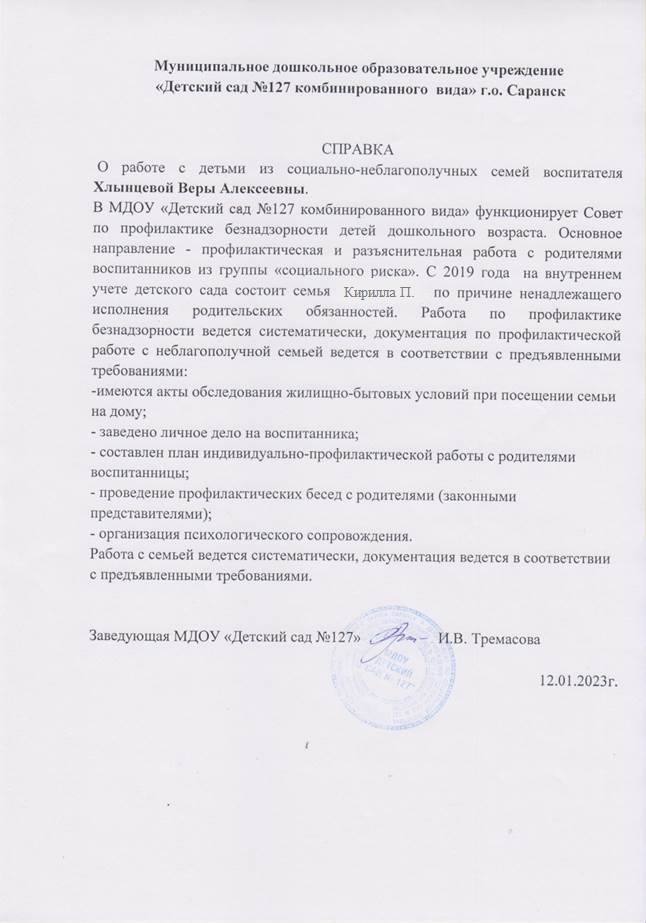 Муниципальное дошкольное образовательное учреждение
«Детский сад №127 комбинированного вида» г.о. Саранск
СПРАВКА
О работе с детьми из социально-неблагополучных семей воспитателя
Хлынцевой Веры Алексеевны.
В МДОУ «Детский сад №127 комбинированного вида» функционирует Совет
по профилактике безнадзорности детей дошкольного возраста. Основное
направление - профилактическая и разъяснительная работа с родителями
воспитанников из группы «социального риска». С 2019 года на внутреннем
учете детского сада состоит семья Кирилла П. по причине ненадлежащего
исполнения родительских обязанностей. Работа по профилактике
безнадзорности ведется систематически, документация по профилактической
работе с неблагополучной семьей ведется в соответствии с предъявленными
требованиями:
-имеются акты обследования жилищно-бытовых условий при посещении семьи
на дому;
- заведено личное дело на воспитанника;
- составлен план индивидуально-профилактической работы с родителями
воспитанницы;
- проведение профилактических бесед с родителями (законными
представителями);
- организация психологического сопровождения.
Работа с семьей ведется систематически, документация ведется в соответствии
с предъявленными требованиями.
Заведующая МДОУ «Детский сад №127» И.В. Тремасова
МДОУ
"ДЕТСКИЙ
САД № 127"
12.01.2023г.